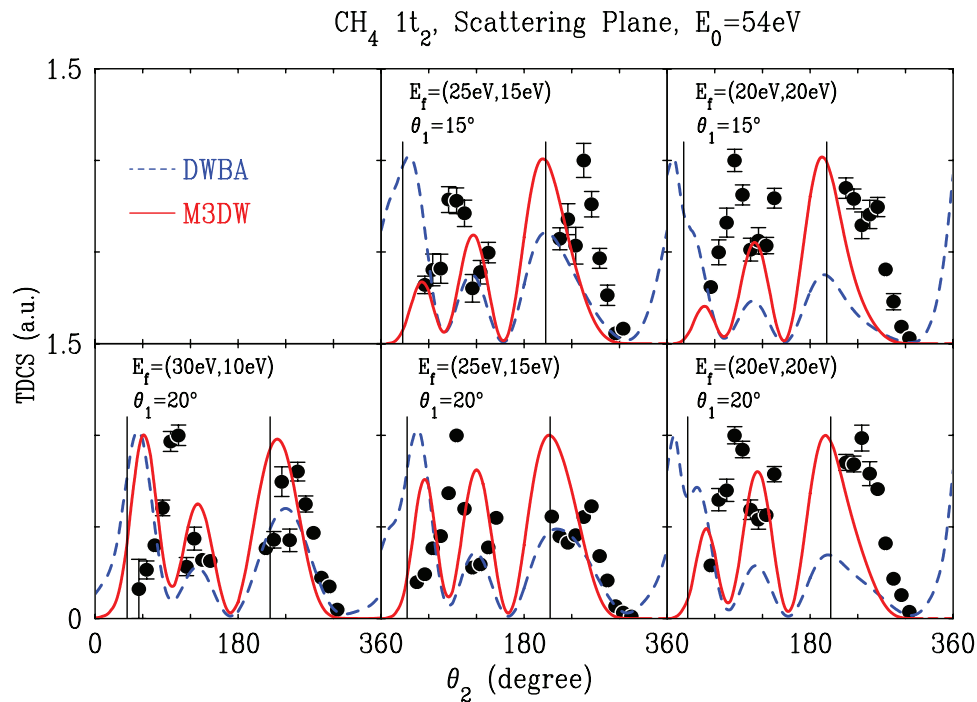 CH4 1t2, Scattering Plane, E0=54eV
1.5
Ef=(25eV,15eV)
θ1=15°
Ef=(20eV,20eV)
θ1=15°
DWBA
M3DW
TDCS (a.u.)
1.5
Ef=(30eV,10eV)
θ1=20°
Ef=(25eV,15eV)
θ1=20°
Ef=(20eV,20eV)
θ1=20°
0
0 180 360 180 360 180 360
θ2 (degree)